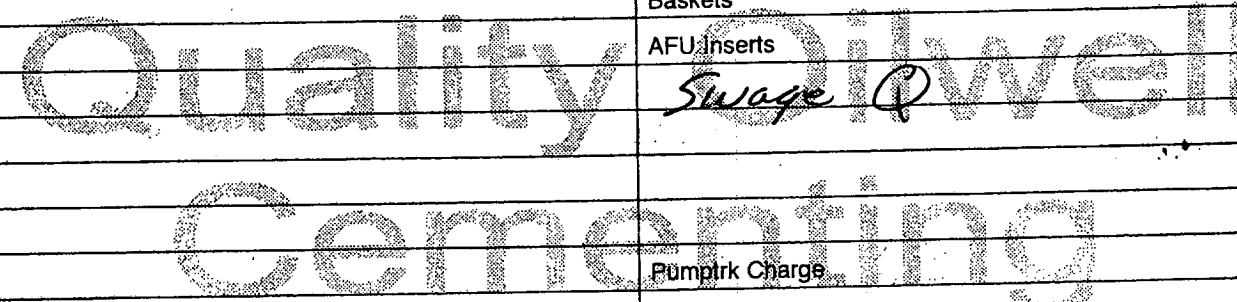 Baskets
AFU Inserts
Swage
Quality Oilwell
Cementing
Pumptrk Charge